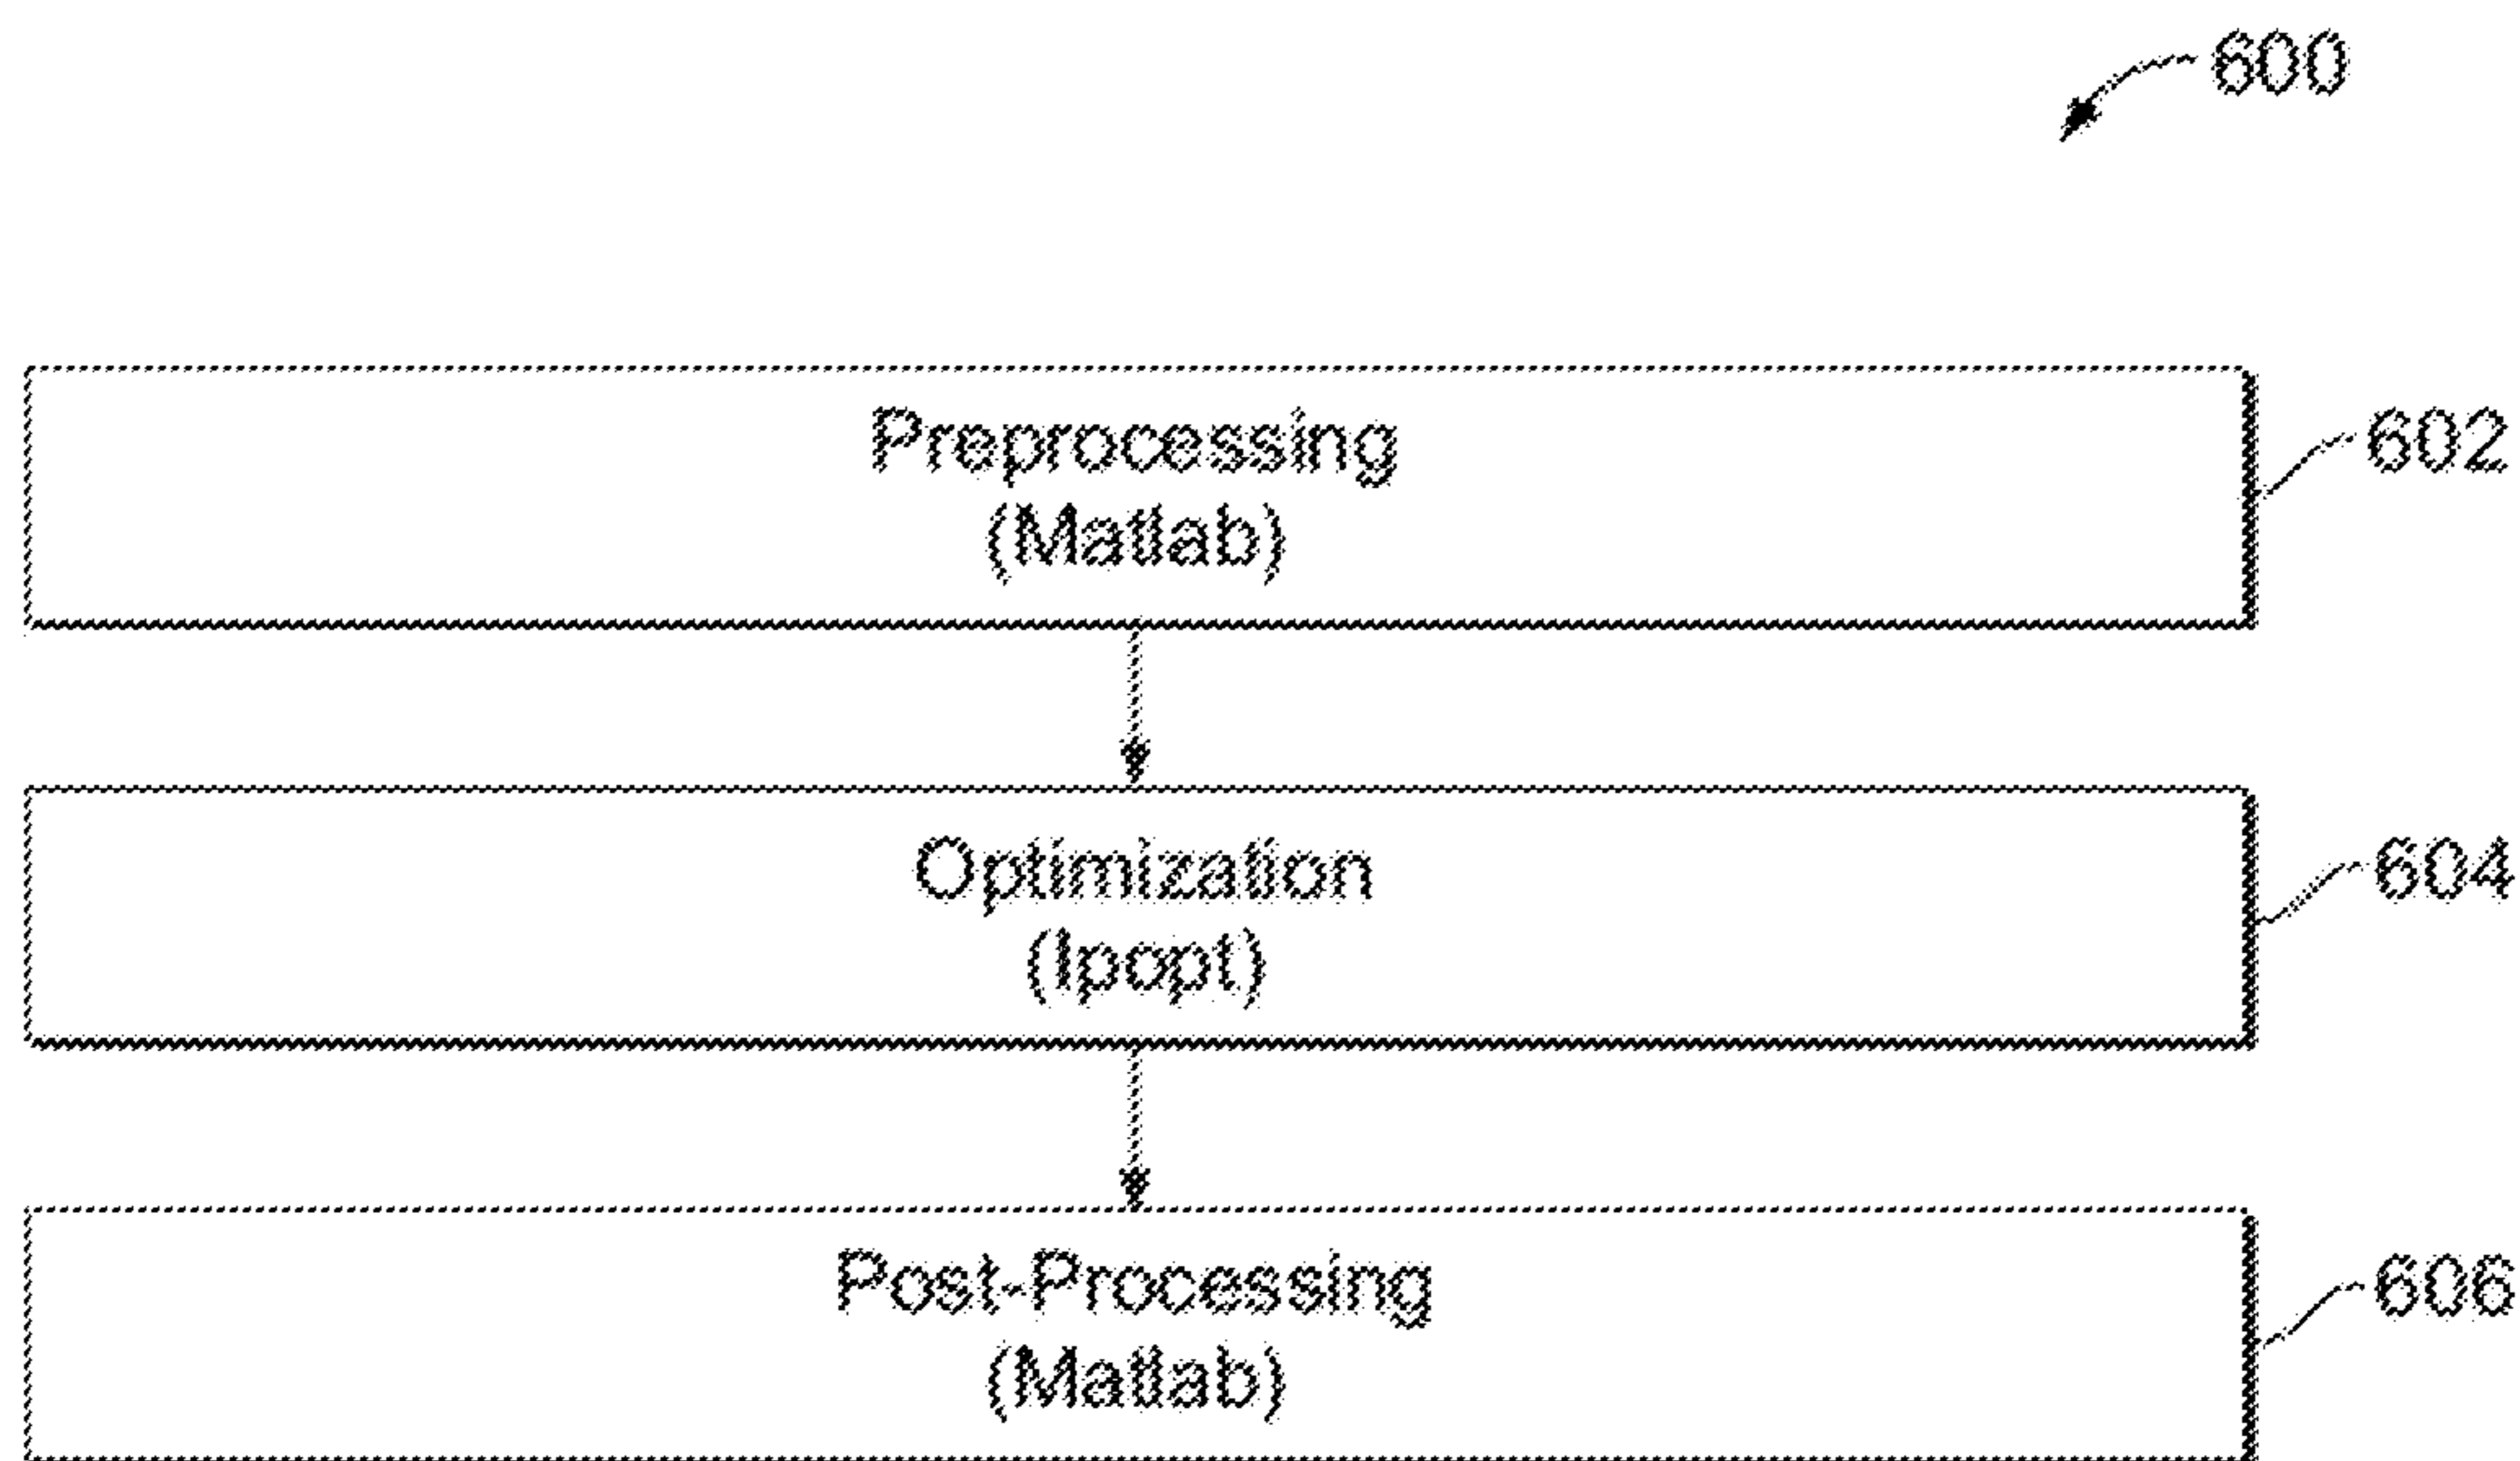 600
Preprocessing
(Matlab)
602
Optimization
(Ipopt)
604
Post-Processing
(Matlab)
606